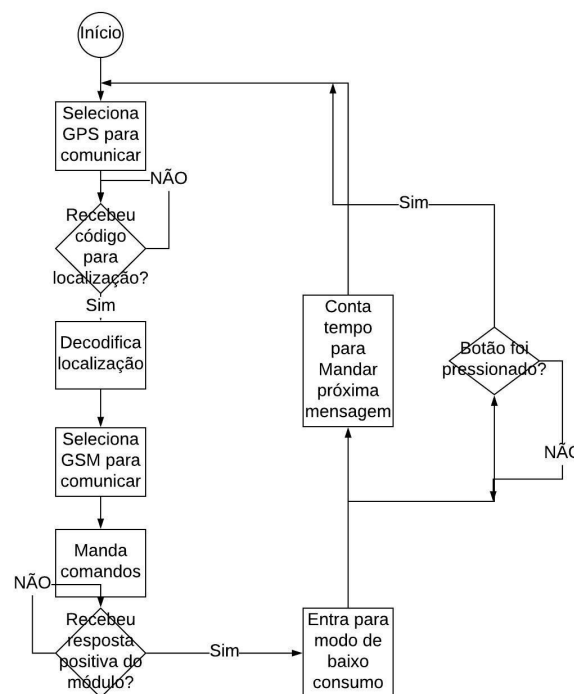 Início
Seleciona
GPS para
comunicar
NÃO
Recebeu
código
para
localização?
Sim
Decodifica
localização
Seleciona
GSM para
comunicar
Manda
comandos
NÃO
Recebeu
resposta
positiva do
módulo?
Sim
Entra para
modo de
baixo
consumo
Conta
tempo
para
Mandar
próxima
mensagem
Sim
Botão foi
pressionado?
NÃO